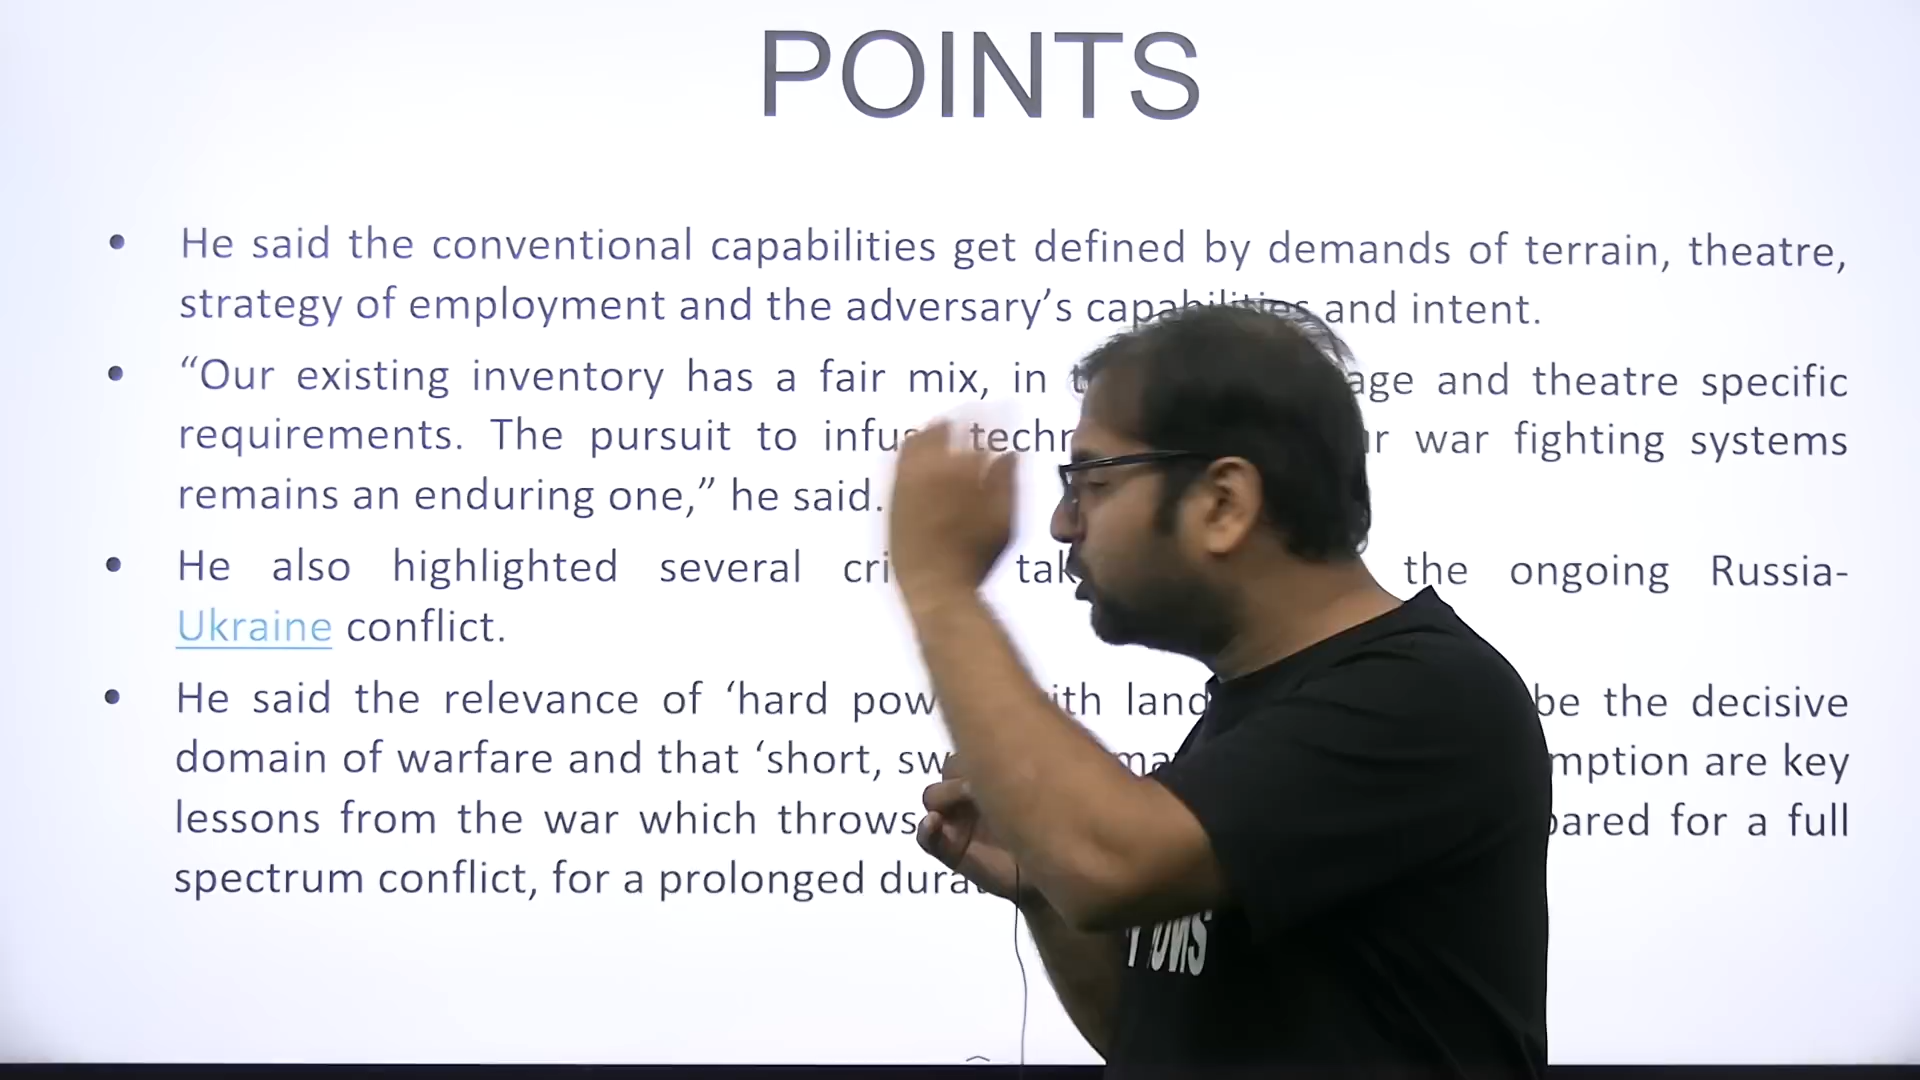 POINTS
• He said the conventional capabilities get defined by demands of terrain, theatre,
strategy of employment and the adversary’s capabilities and intent.
• “Our existing inventory has a fair mix, in and theatre specific
requirements. The pursuit to infuse war fighting systems
remains an enduring one,” he said.
• He also highlighted several the ongoing Russia-
Ukraine conflict.
• He said the relevance of ‘hard land be the decisive
domain of warfare and that ‘short, are key
lessons from the war which throws for a full
spectrum conflict, for a prolonged